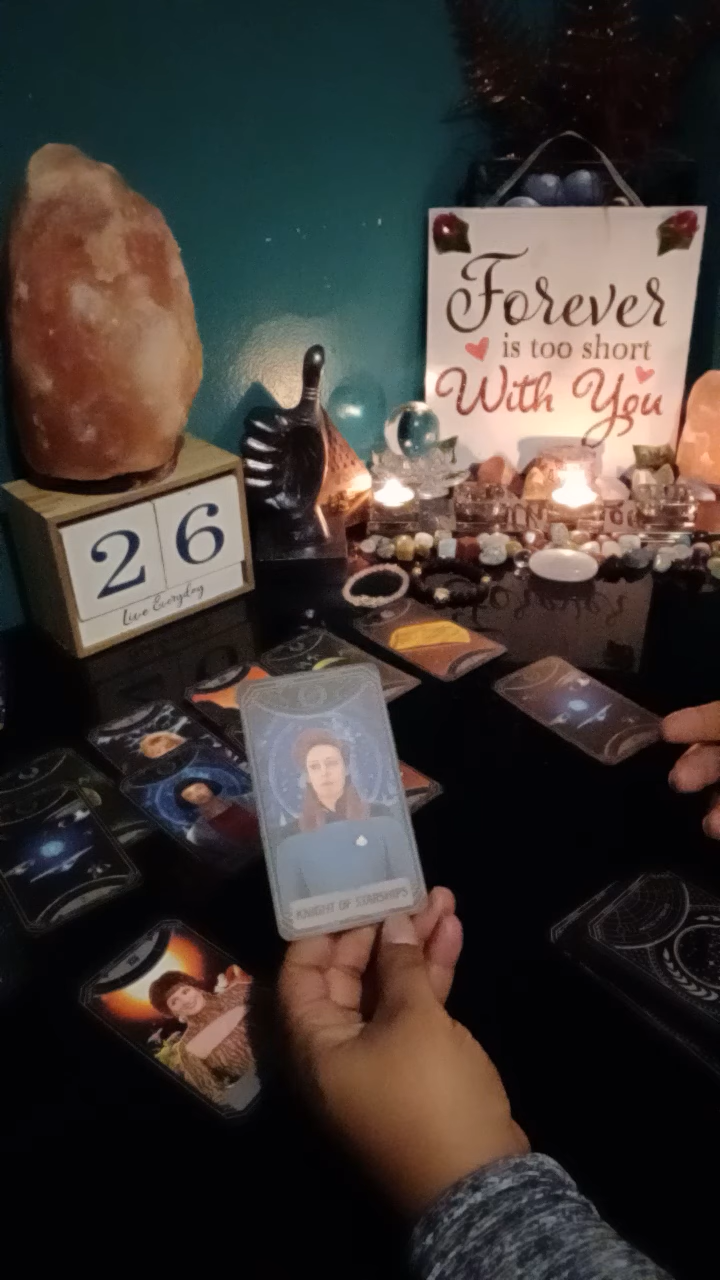 Forever
is too short
With You
26
Live Everyday
KNIGHT OF STARSHIPS